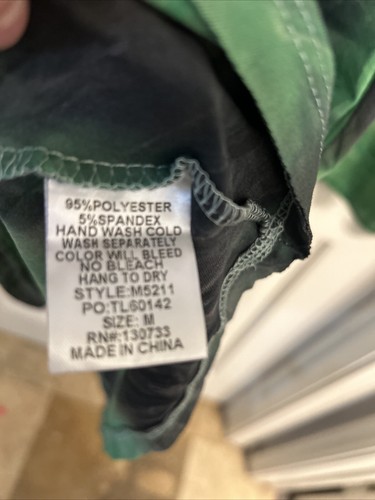 95%POLYESTER
5%SPANDEX
HAND WASH COLD
WASH SEPARATELY
COLOR WILL BLEED
NO BLEACH
HANG TO DRY
STYLE:M5211
PO:TL60142
SIZE: M
RN#:130733
MADE IN CHINA